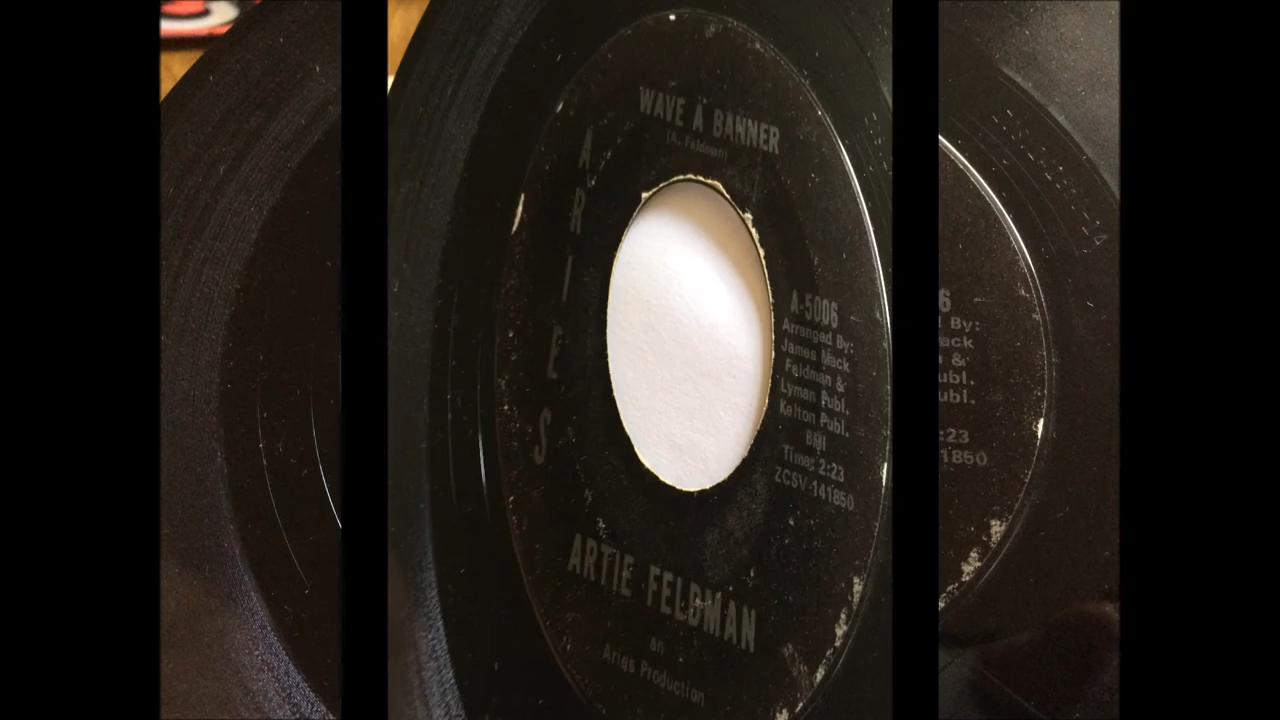 WAVE A BANNER
(A. Feldman)
ARIES
A-5006
Arranged By:
James Mack
Feldman &
Lyman Publ.
Kelton Publ.
BMI
Time: 2:23
ZCSV-141850
ARTIE FELDMAN
an
Aries Production
6
By:
ack
&
ubl.
ubl.
:23
1850